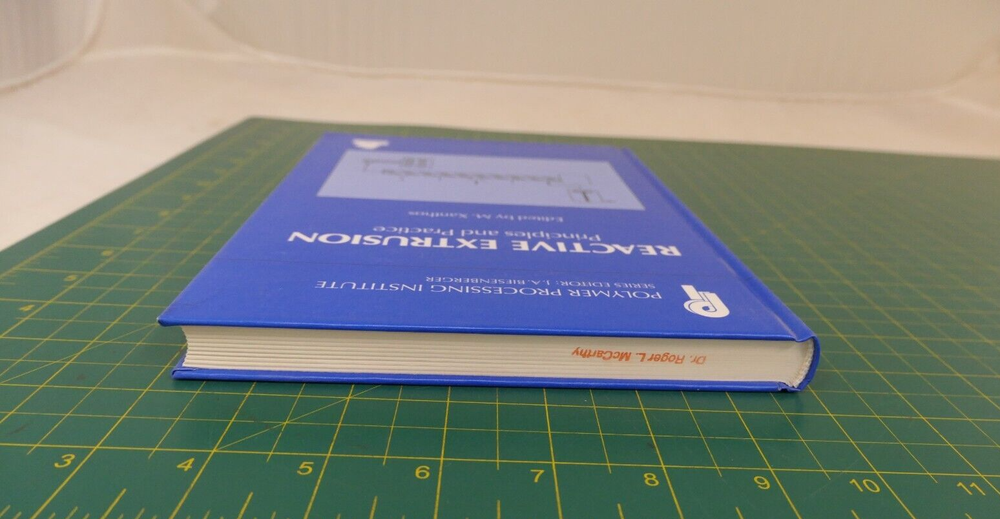 POLYMER PROCESSING INSTITUTE
SERIES EDITOR: J. A. BIESENBERGER
REACTIVE EXTRUSION
Principles and Practice
Edited by M. Xanthos
Dr. Roger L. McCarthy
3 4 5 6 7 8 9 10 11